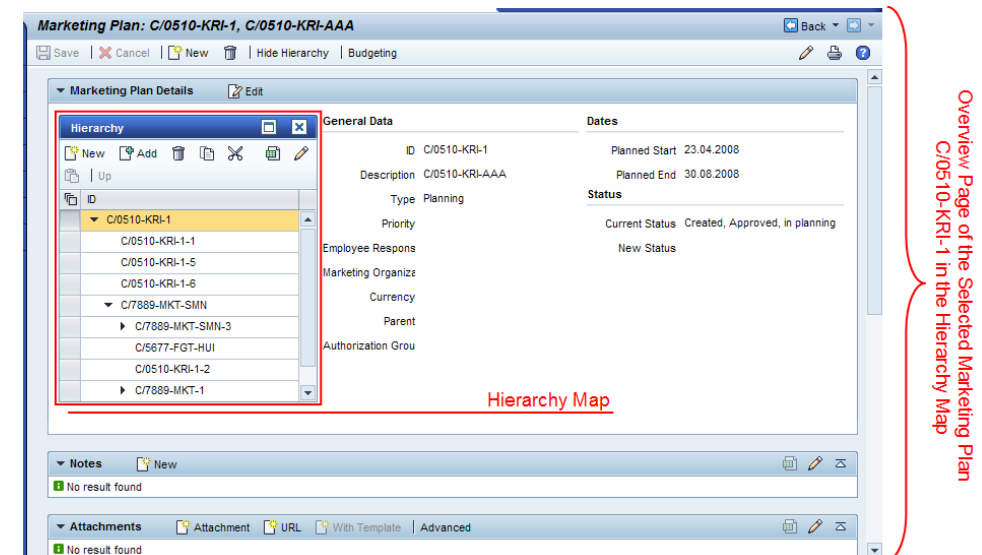 Marketing Plan: C/0510-KRI-1, C/0510-KRI-AAA
Back
Save | Cancel | New | Hide Hierarchy | Budgeting
Marketing Plan Details Edit
Hierarchy
New Add
Up
ID
C/0510-KRI-1
C/0510-KRI-1-1
C/0510-KRI-1-5
C/0510-KRI-1-6
C/7889-MKT-SMN
C/7889-MKT-SMN-3
C/5677-FGT-HUI
C/0510-KRI-1-2
C/7889-MKT-1
General Data
ID C/0510-KRI-1
Description C/0510-KRI-AAA
Type Planning
Priority
Employee Respons
Marketing Organiza
Currency
Parent
Authorization Grou
Dates
Planned Start 23.04.2008
Planned End 30.08.2008
Status
Current Status Created, Approved, in planning
New Status
Hierarchy Map
Notes New
No result found
Attachments Attachment URL With Template | Advanced
No result found
Overview Page of the Selected Marketing Plan
C/0510-KRI-1 in the Hierarchy Map